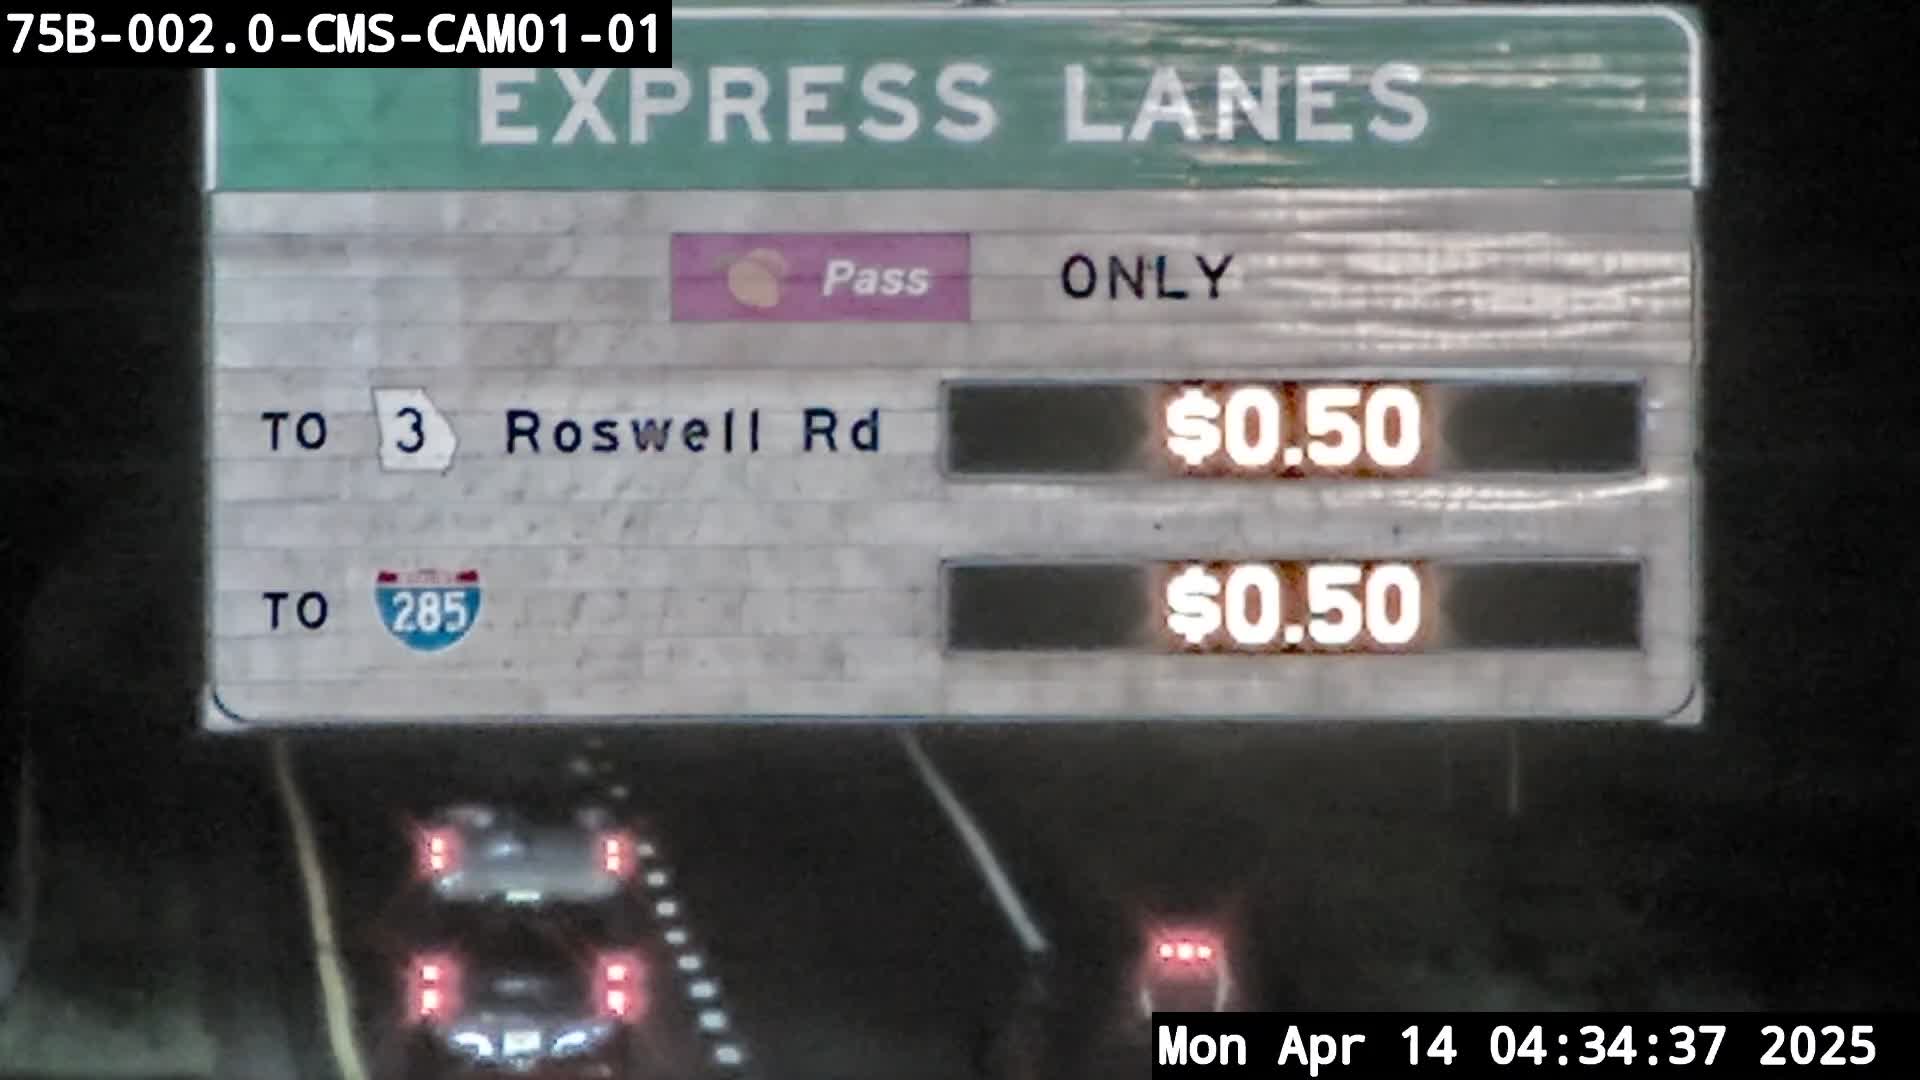 75B-002.0-CMS-CAM01-01
EXPRESS LANES
Pass ONLY
TO 3 Roswell Rd $0.50
TO 285 $0.50
Mon Apr 14 04:34:37 2025